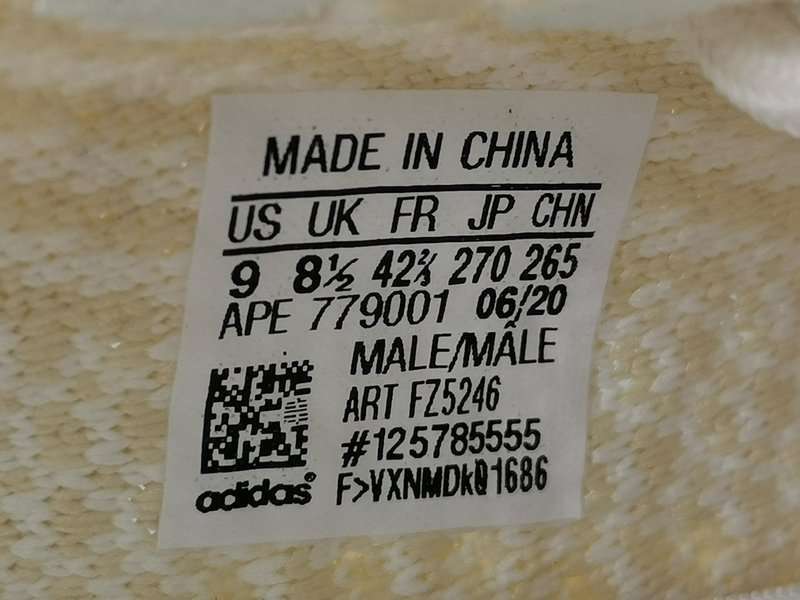 MADE IN CHINA
US UK FR JP CHN
9 8½ 42⅔ 270 265
APE 779001 06/20
MALE/MÂLE
ART FZ5246
#125785555
adidas® F>VXNMDkQ1686